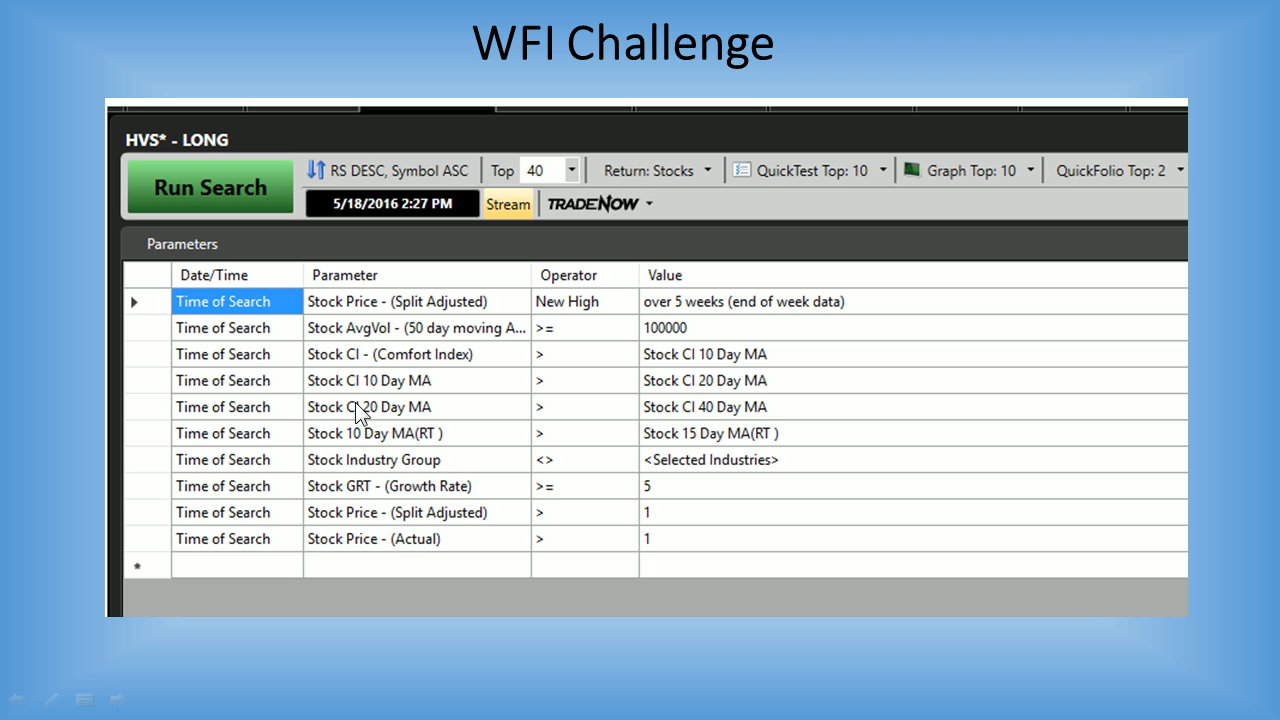 WFI Challenge
HVS* - LONG
Run Search
RS DESC, Symbol ASC Top 40 Return: Stocks QuickTest Top: 10 Graph Top: 10 QuickFolio Top: 2
5/18/2016 2:27 PM Stream TRADENOW
Parameters
Date/Time Parameter Operator Value
Time of Search Stock Price - (Split Adjusted) New High over 5 weeks (end of week data)
Time of Search Stock AvgVol - (50 day moving A... >= 100000
Time of Search Stock CI - (Comfort Index) > Stock CI 10 Day MA
Time of Search Stock CI 10 Day MA > Stock CI 20 Day MA
Time of Search Stock CI 20 Day MA > Stock CI 40 Day MA
Time of Search Stock 10 Day MA(RT ) > Stock 15 Day MA(RT )
Time of Search Stock Industry Group <> <Selected Industries>
Time of Search Stock GRT - (Growth Rate) >= 5
Time of Search Stock Price - (Split Adjusted) > 1
Time of Search Stock Price - (Actual) > 1
*